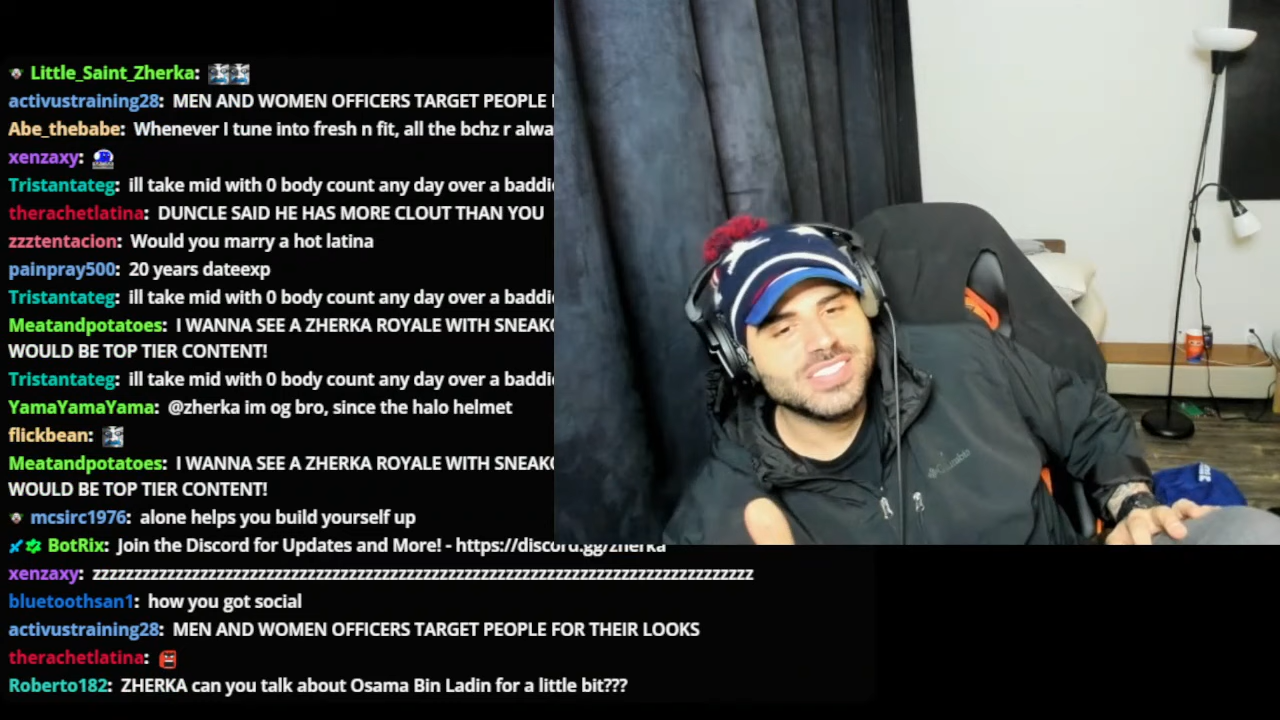 Little_Saint_Zherka:
activustraining28: MEN AND WOMEN OFFICERS TARGET PEOPLE
Abe_thebabe: Whenever I tune into fresh n fit, all the bchz r alwa
xenzaxy:
Tristantateg: ill take mid with 0 body count any day over a baddie
therachetlatina: DUNCLE SAID HE HAS MORE CLOUT THAN YOU
zzztentacion: Would you marry a hot latina
painpray500: 20 years dateexp
Tristantateg: ill take mid with 0 body count any day over a baddie
Meatandpotatoes: I WANNA SEE A ZHERKA ROYALE WITH SNEAKO
WOULD BE TOP TIER CONTENT!
Tristantateg: ill take mid with 0 body count any day over a baddie
YamaYamaYama: @zherka im og bro, since the halo helmet
flickbean:
Meatandpotatoes: I WANNA SEE A ZHERKA ROYALE WITH SNEAKO
WOULD BE TOP TIER CONTENT!
mcsirc1976: alone helps you build yourself up
BotRix: Join the Discord for Updates and More! - https://discord.gg/zherka
xenzaxy: zzzzzzzzzzzzzzzzzzzzzzzzzzzzzzzzzzzzzzzzzzzzzzzzzzzzzzzzzzzzzzzzzzzzzzzzzzzzzzzz
bluetoothsan1: how you got social
activustraining28: MEN AND WOMEN OFFICERS TARGET PEOPLE FOR THEIR LOOKS
therachetlatina:
Roberto182: ZHERKA can you talk about Osama Bin Ladin for a little bit???
Columbia